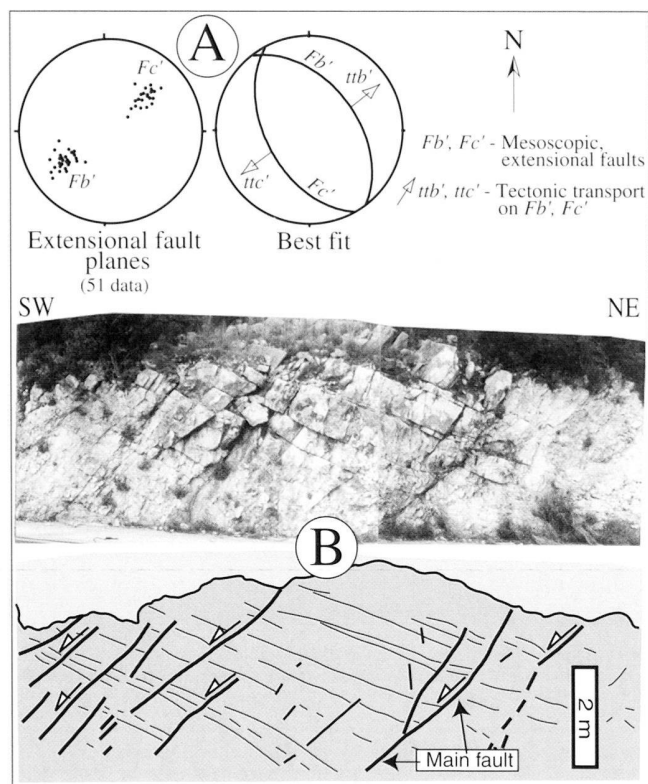 A
N
Fc'
Fb'
Fb'
ttb'
ttc'
Fc'
Fb', Fc' - Mesoscopic,
extensional faults
ttb', ttc' - Tectonic transport
on Fb', Fc'
Extensional fault
planes
(51 data)
Best fit
SW
NE
B
2 m
Main fault